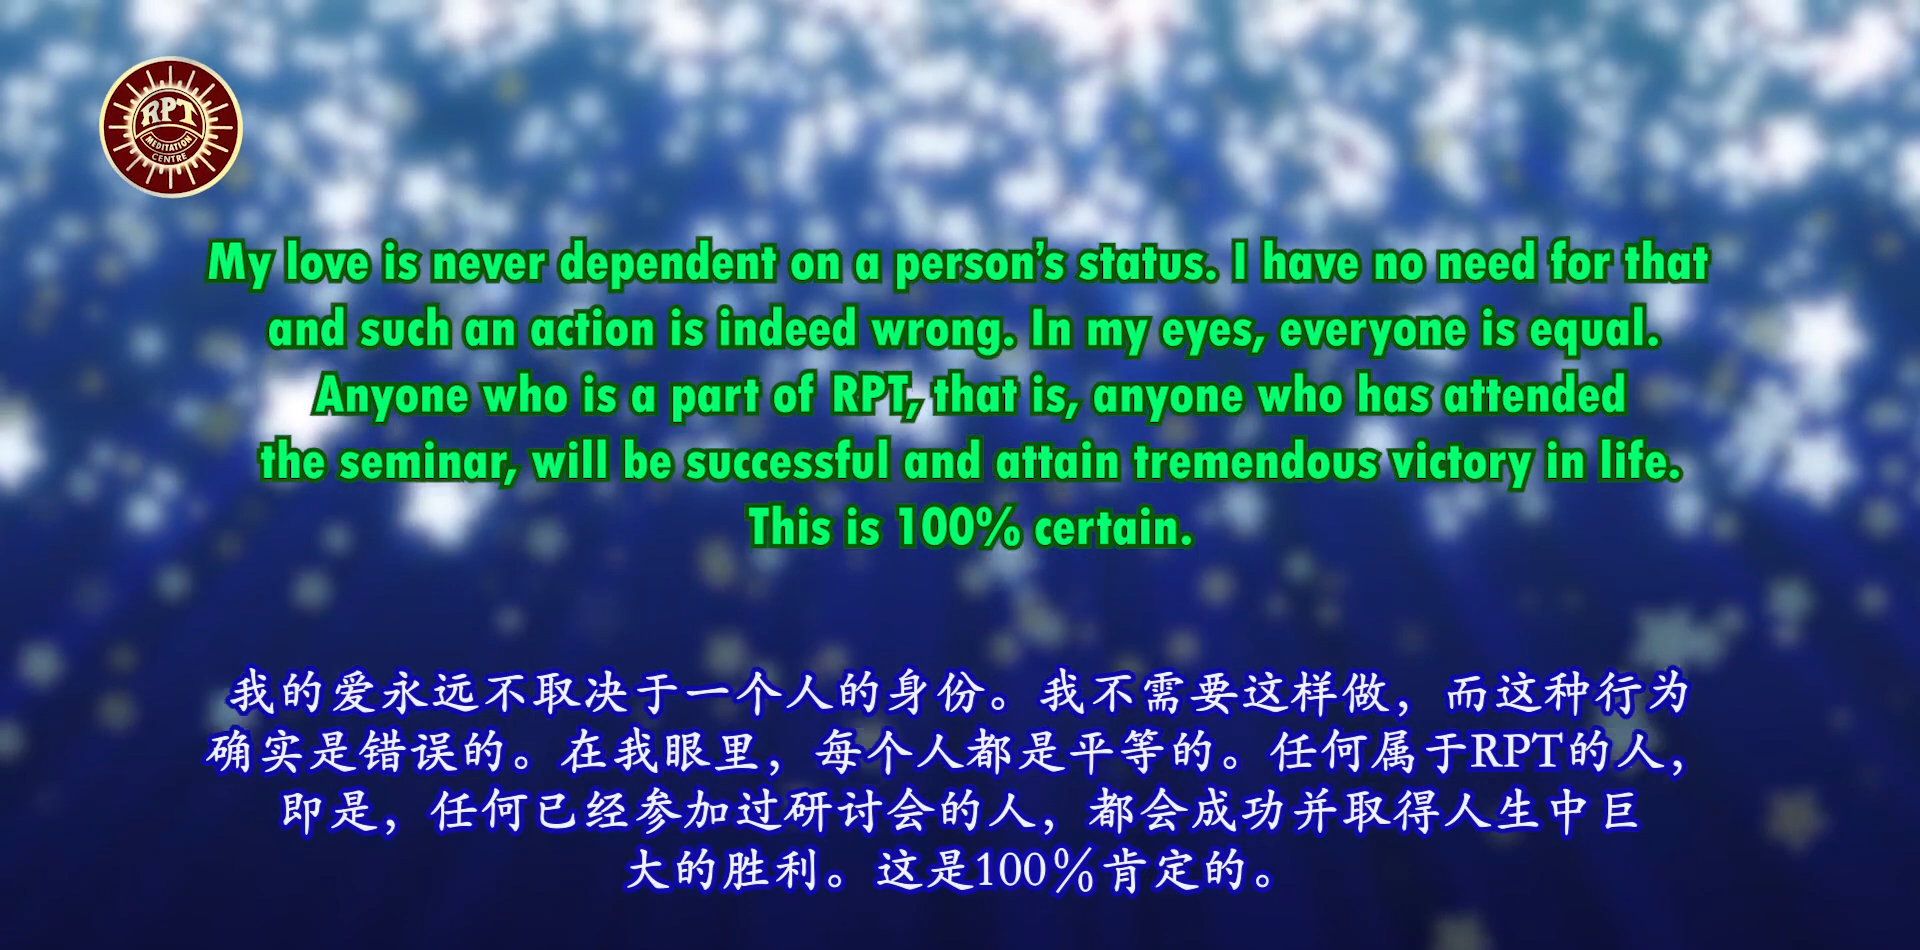 RPT
MEDITATION
CENTRE
My love is never dependent on a person’s status. I have no need for that
and such an action is indeed wrong. In my eyes, everyone is equal.
Anyone who is a part of RPT, that is, anyone who has attended
the seminar, will be successful and attain tremendous victory in life.
This is 100% certain.
我的爱永远不取决于一个人的身份。我不需要这样做，而这种行为
确实是错误的。在我眼里，每个人都是平等的。任何属于RPT的人，
即是，任何已经参加过研讨会的人，都会成功并取得人生中巨
大的胜利。这是100%肯定的。